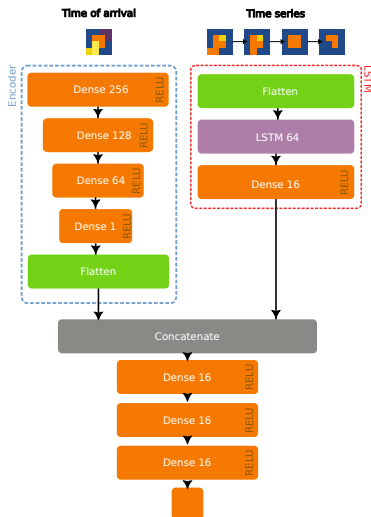 Time of arrival
Time series
Encoder
LSTM
Dense 256
RELU
Dense 128
RELU
Dense 64
RELU
Dense 1
RELU
Flatten
Flatten
LSTM 64
Dense 16
RELU
Concatenate
Dense 16
RELU
Dense 16
RELU
Dense 16
RELU